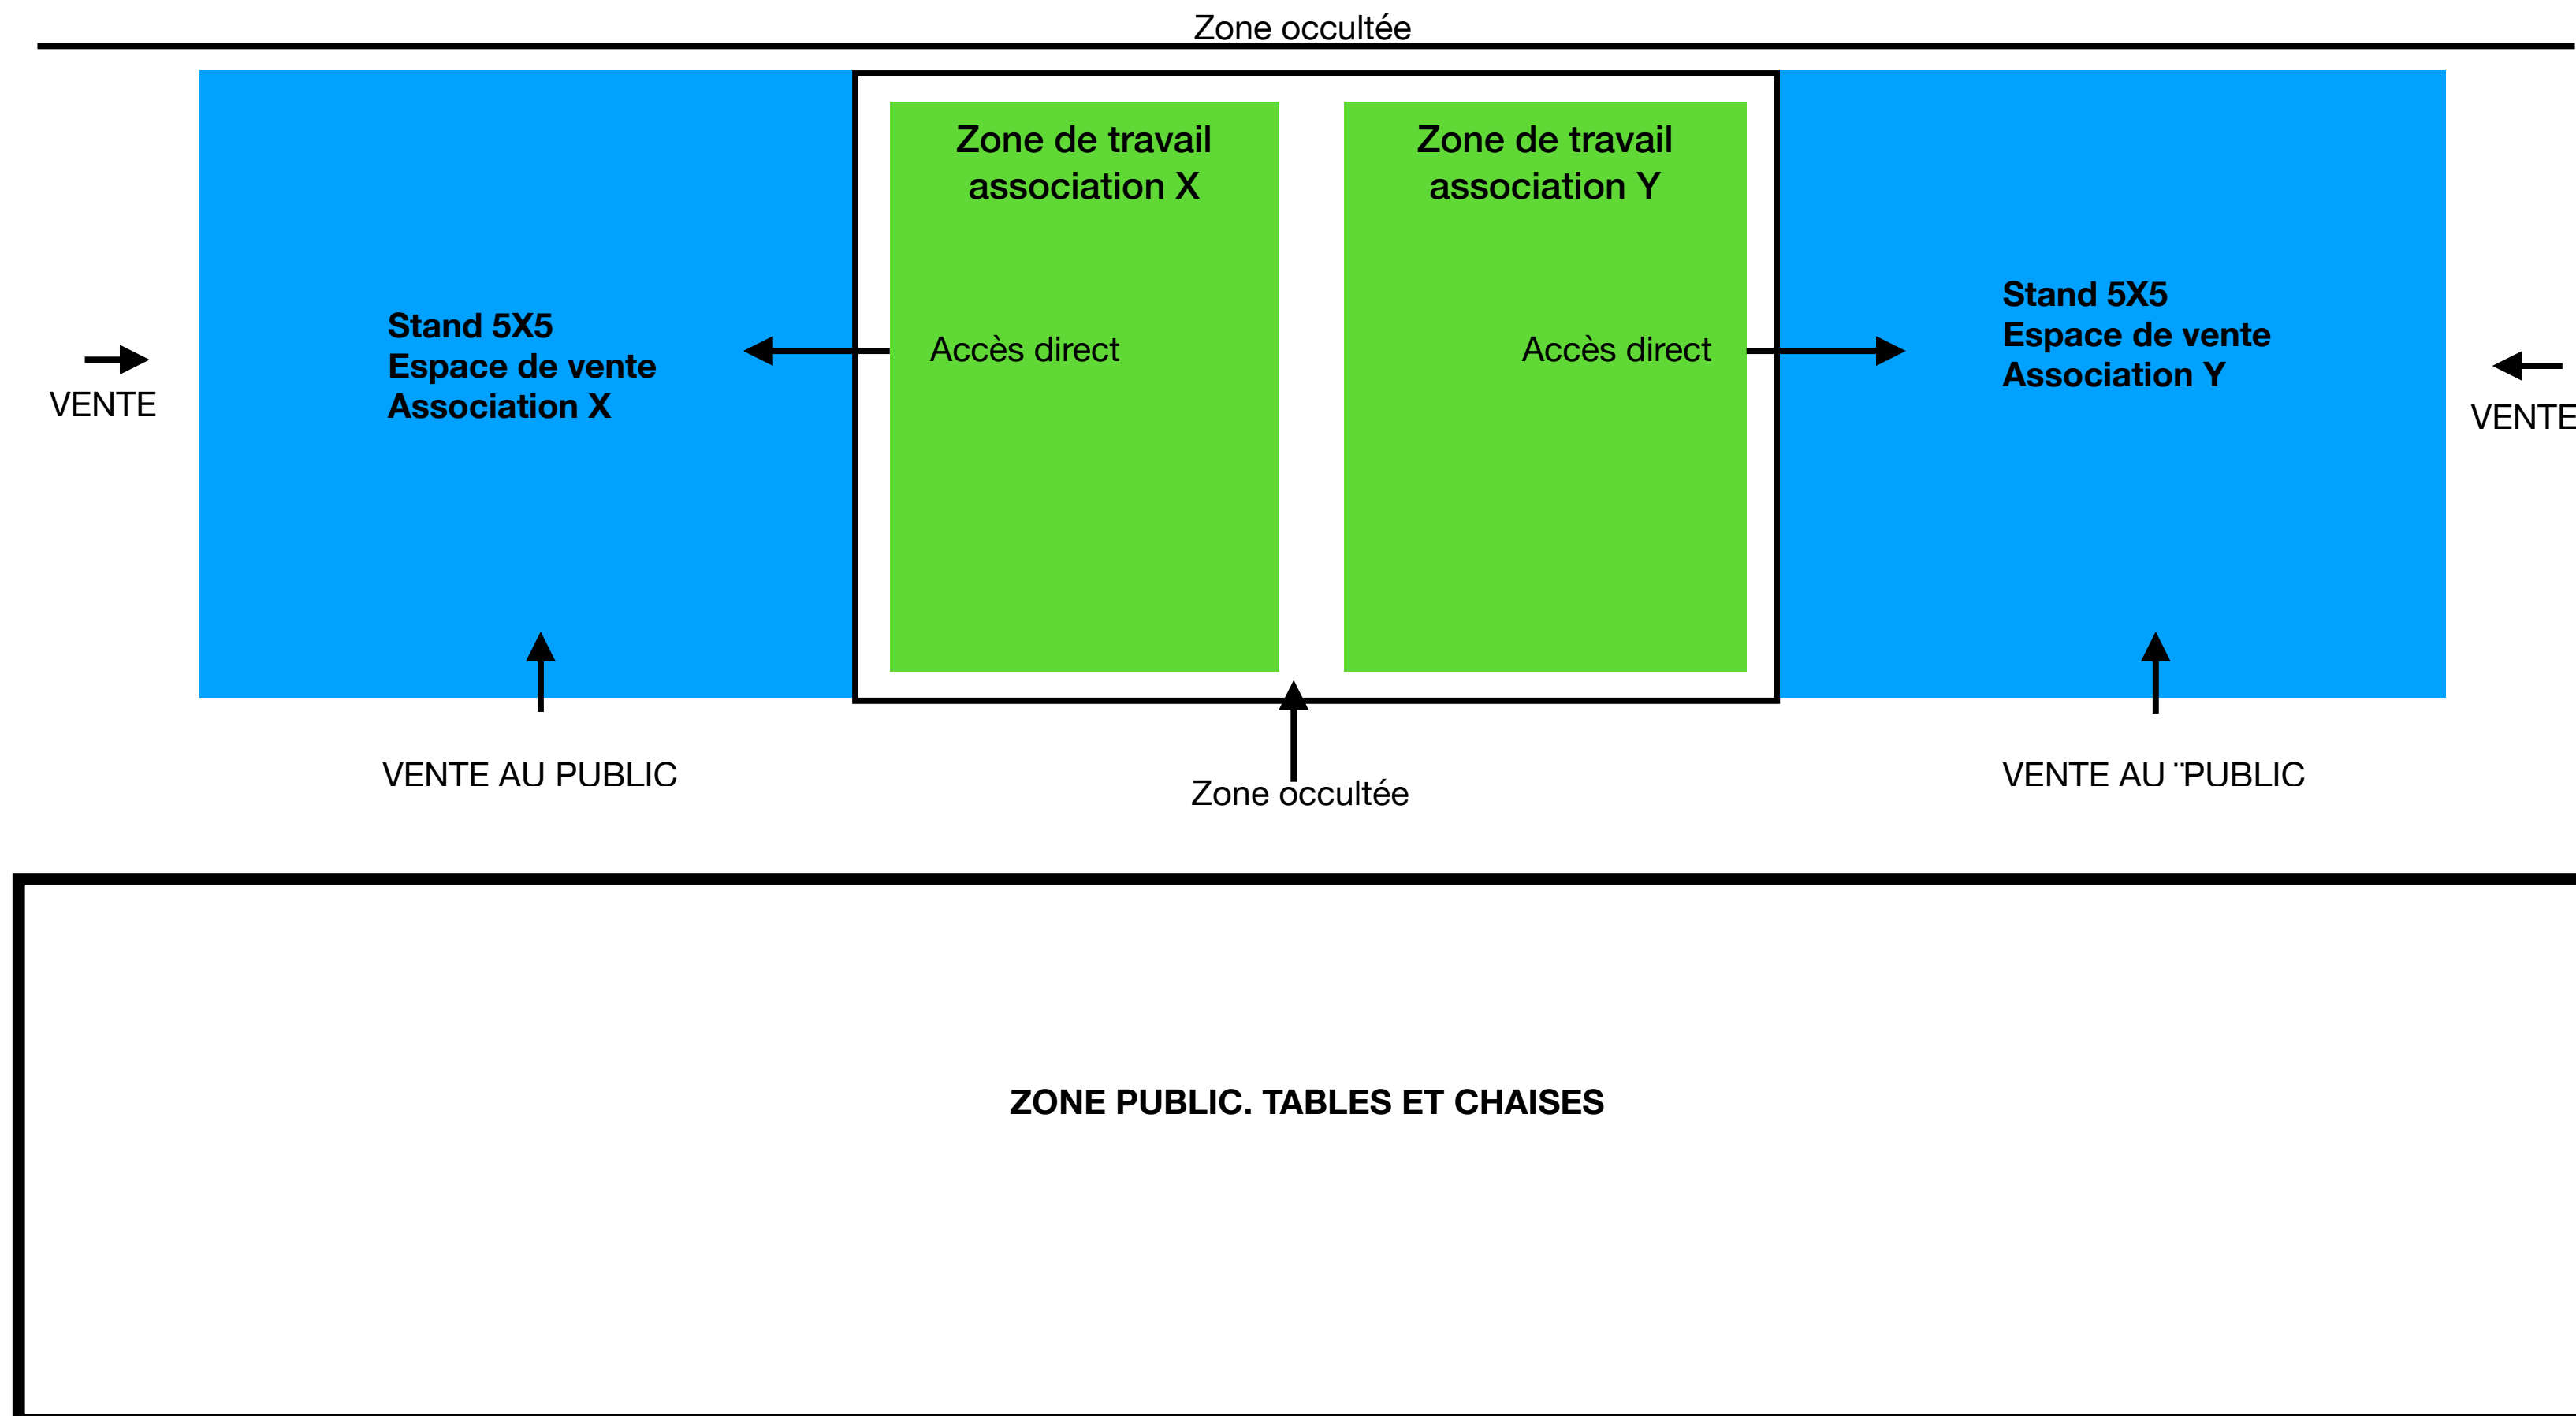 Zone occultée
Zone de travail
association X
Zone de travail
association Y
Stand 5X5
Espace de vente
Association X
Accès direct
Accès direct
Stand 5X5
Espace de vente
Association Y
VENTE
VENTE
VENTE AU PUBLIC
Zone occultée
VENTE AU ¨PUBLIC
ZONE PUBLIC. TABLES ET CHAISES